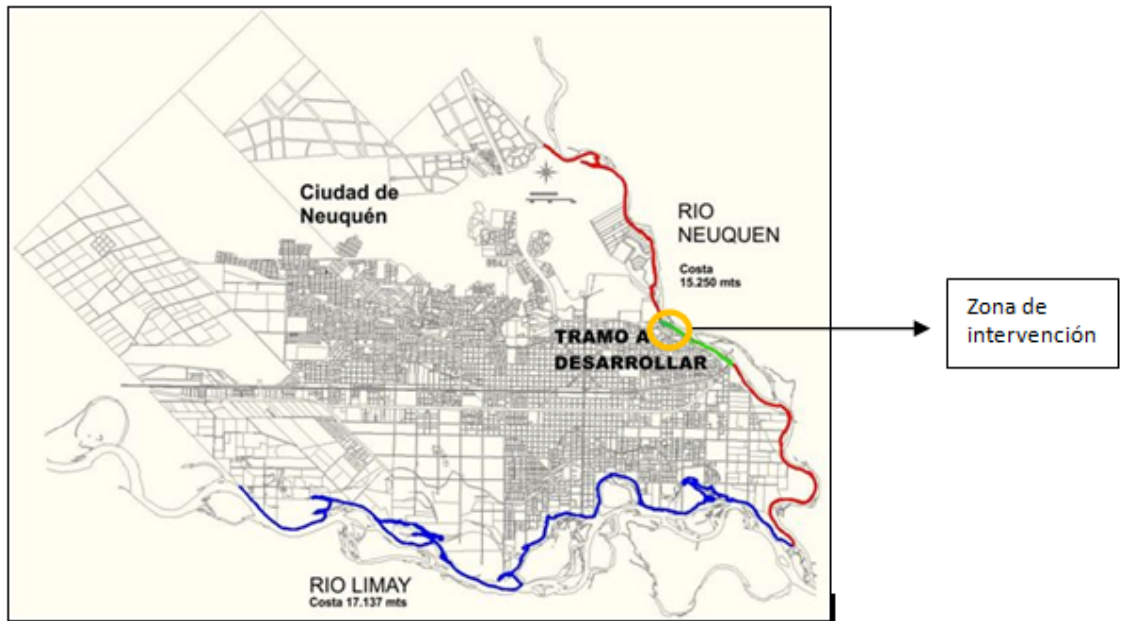 Ciudad de
Neuquén
RIO
NEUQUEN
Costa
15.250 mts
TRAMO A
DESARROLLAR
Zona de
intervención
RIO LIMAY
Costa 17.137 mts